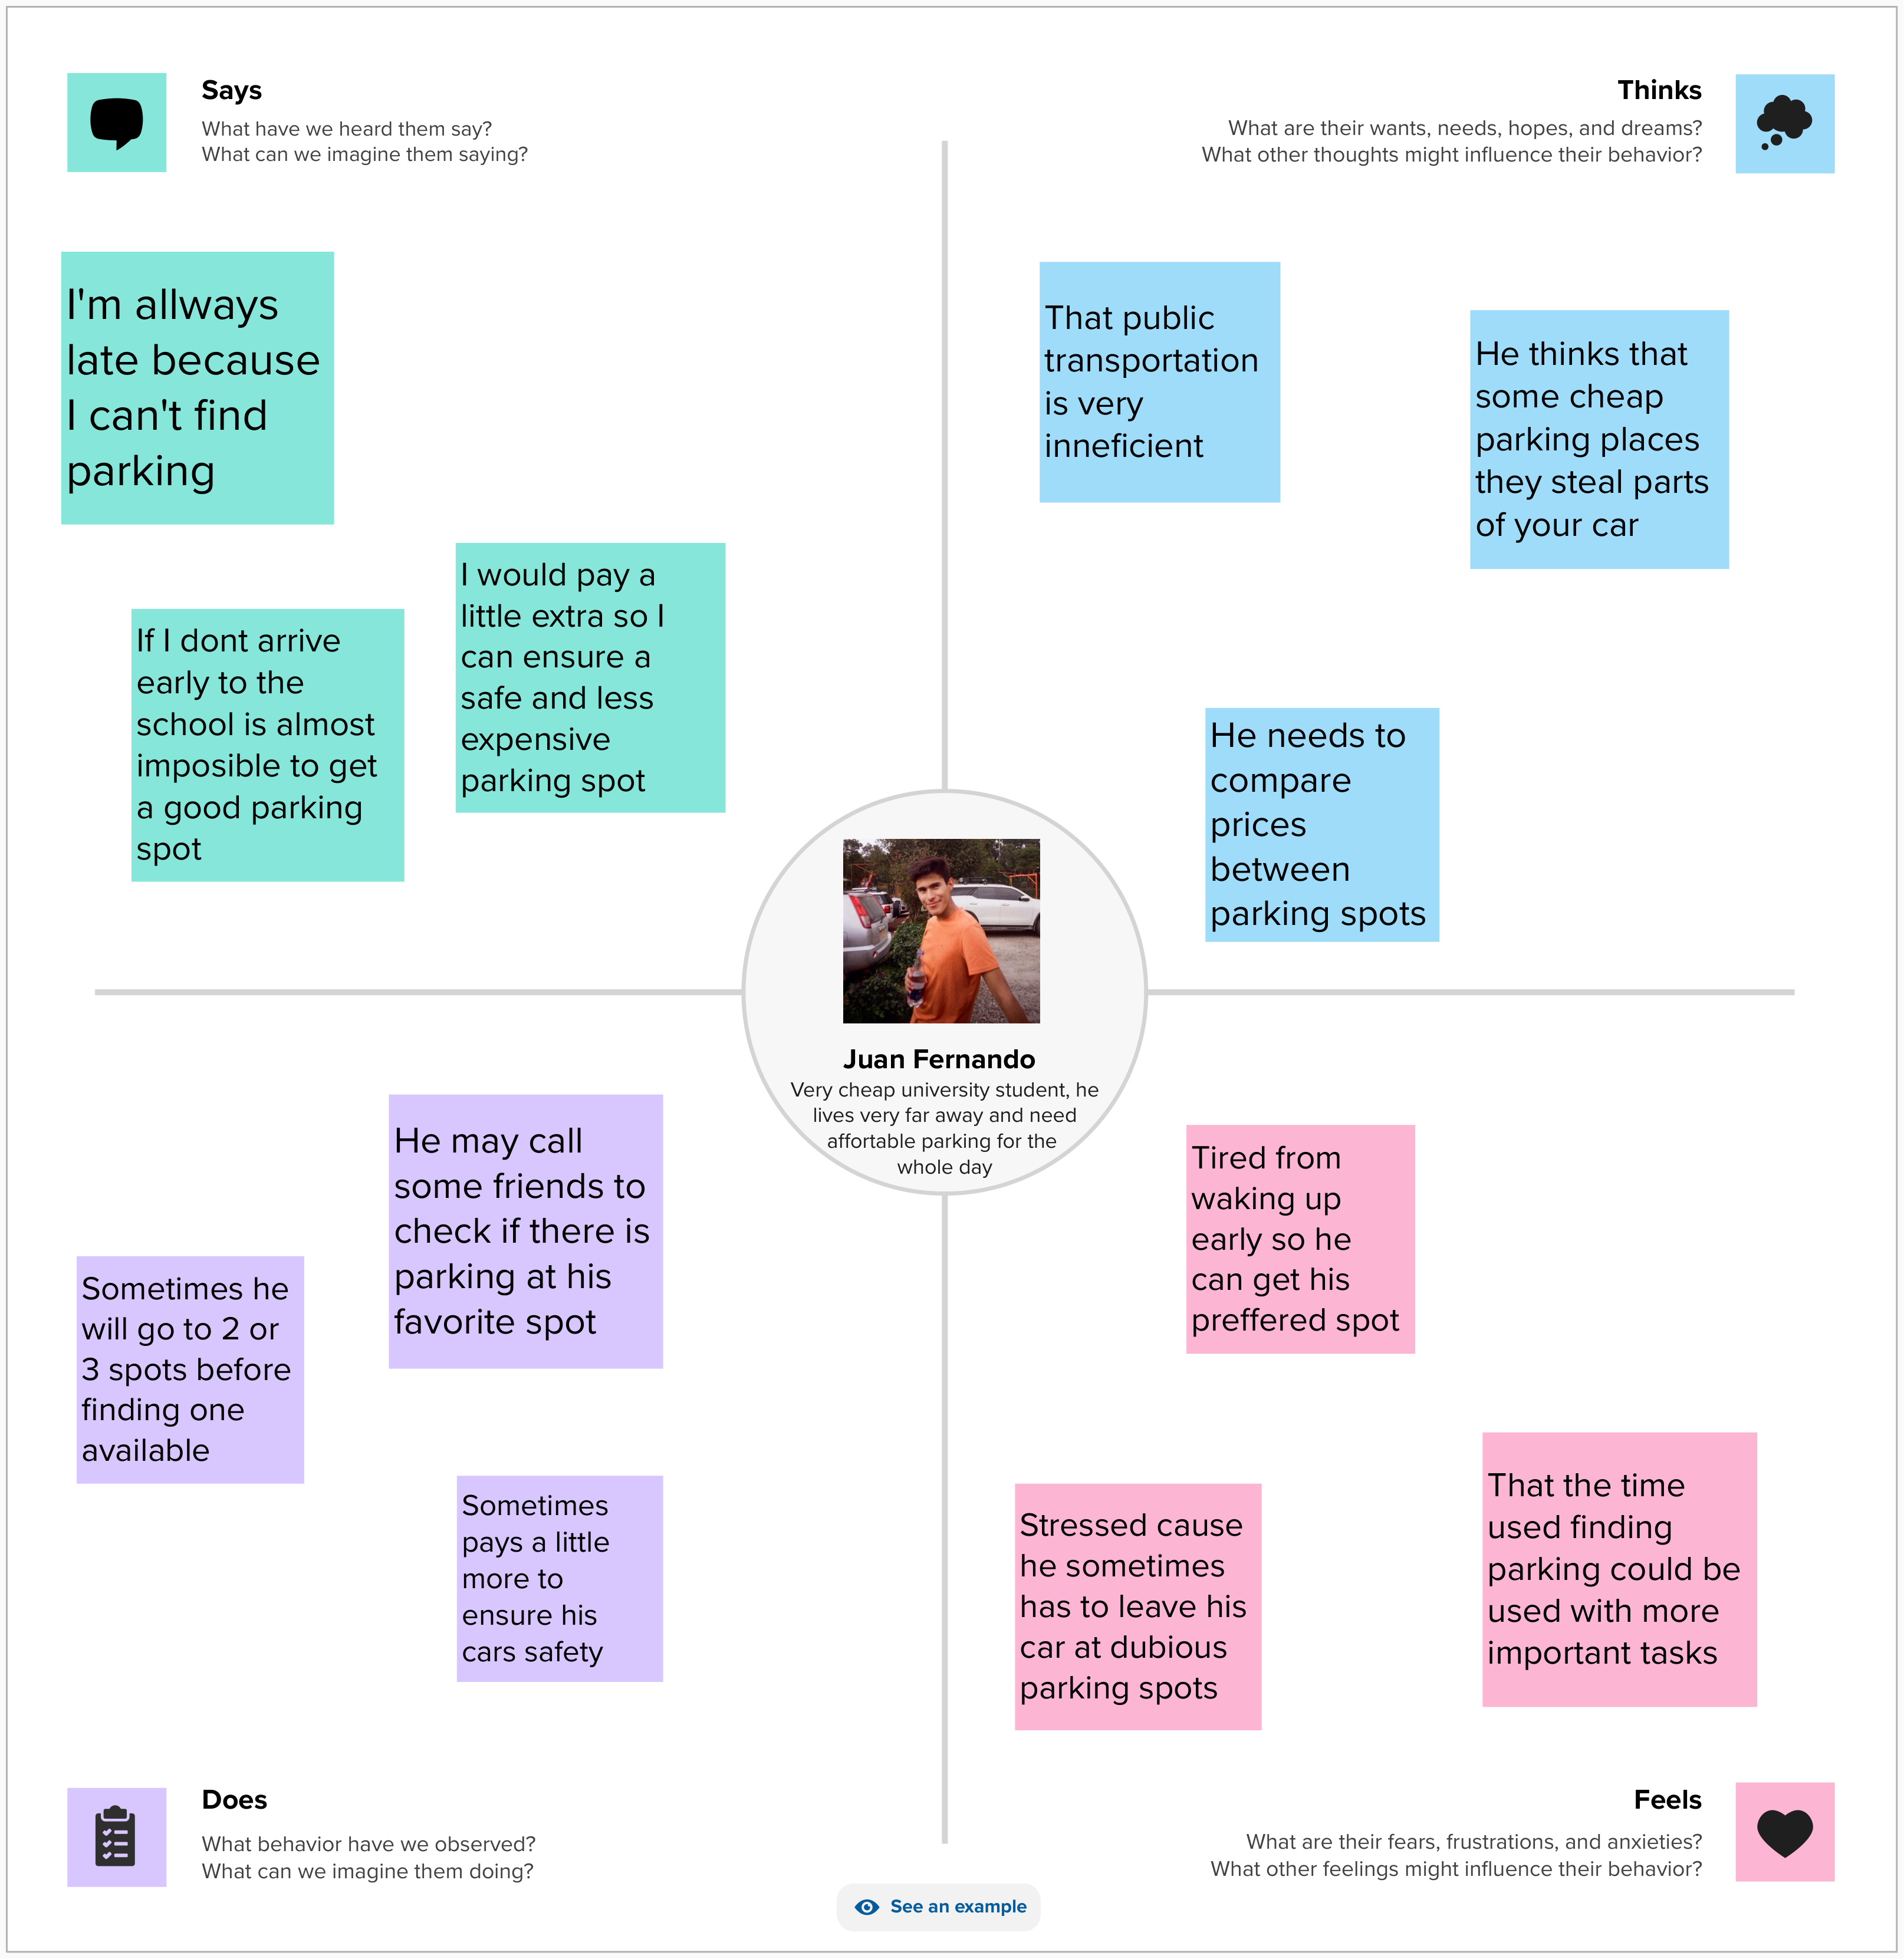 Says
What have we heard them say?
What can we imagine them saying?
I'm allways
late because
I can't find
parking
If I dont arrive
early to the
school is almost
imposible to get
a good parking
spot
I would pay a
little extra so I
can ensure a
safe and less
expensive
parking spot
Thinks
What are their wants, needs, hopes, and dreams?
What other thoughts might influence their behavior?
That public
transportation
is very
inneficient
He thinks that
some cheap
parking places
they steal parts
of your car
He needs to
compare
prices
between
parking spots
Juan Fernando
Very cheap university student, he
lives very far away and need
affortable parking for the
whole day
He may call
some friends to
check if there is
parking at his
favorite spot
Sometimes he
will go to 2 or
3 spots before
finding one
available
Sometimes
pays a little
more to
ensure his
cars safety
Does
What behavior have we observed?
What can we imagine them doing?
Tired from
waking up
early so he
can get his
preffered spot
Stressed cause
he sometimes
has to leave his
car at dubious
parking spots
That the time
used finding
parking could be
used with more
important tasks
Feels
What are their fears, frustrations, and anxieties?
What other feelings might influence their behavior?
See an example